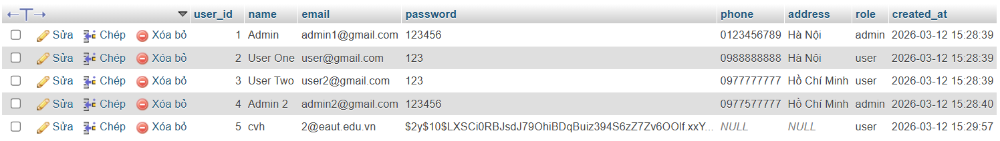 user_id name email password phone address role created_at
Sửa Chép Xóa bỏ 1 Admin admin1@gmail.com 123456 0123456789 Hà Nội admin 2026-03-12 15:28:39
Sửa Chép Xóa bỏ 2 User One user@gmail.com 123 0988888888 Hà Nội user 2026-03-12 15:28:39
Sửa Chép Xóa bỏ 3 User Two user2@gmail.com 123 0977777777 Hồ Chí Minh user 2026-03-12 15:28:39
Sửa Chép Xóa bỏ 4 Admin 2 admin2@gmail.com 123456 0977577777 Hồ Chí Minh admin 2026-03-12 15:28:40
Sửa Chép Xóa bỏ 5 cvh 2@eaut.edu.vn $2y$10$LXSCi0RBJsdJ79OhiBDqBuiz394S6zZ7Zv6OOlf.xxY... NULL NULL user 2026-03-12 15:29:57